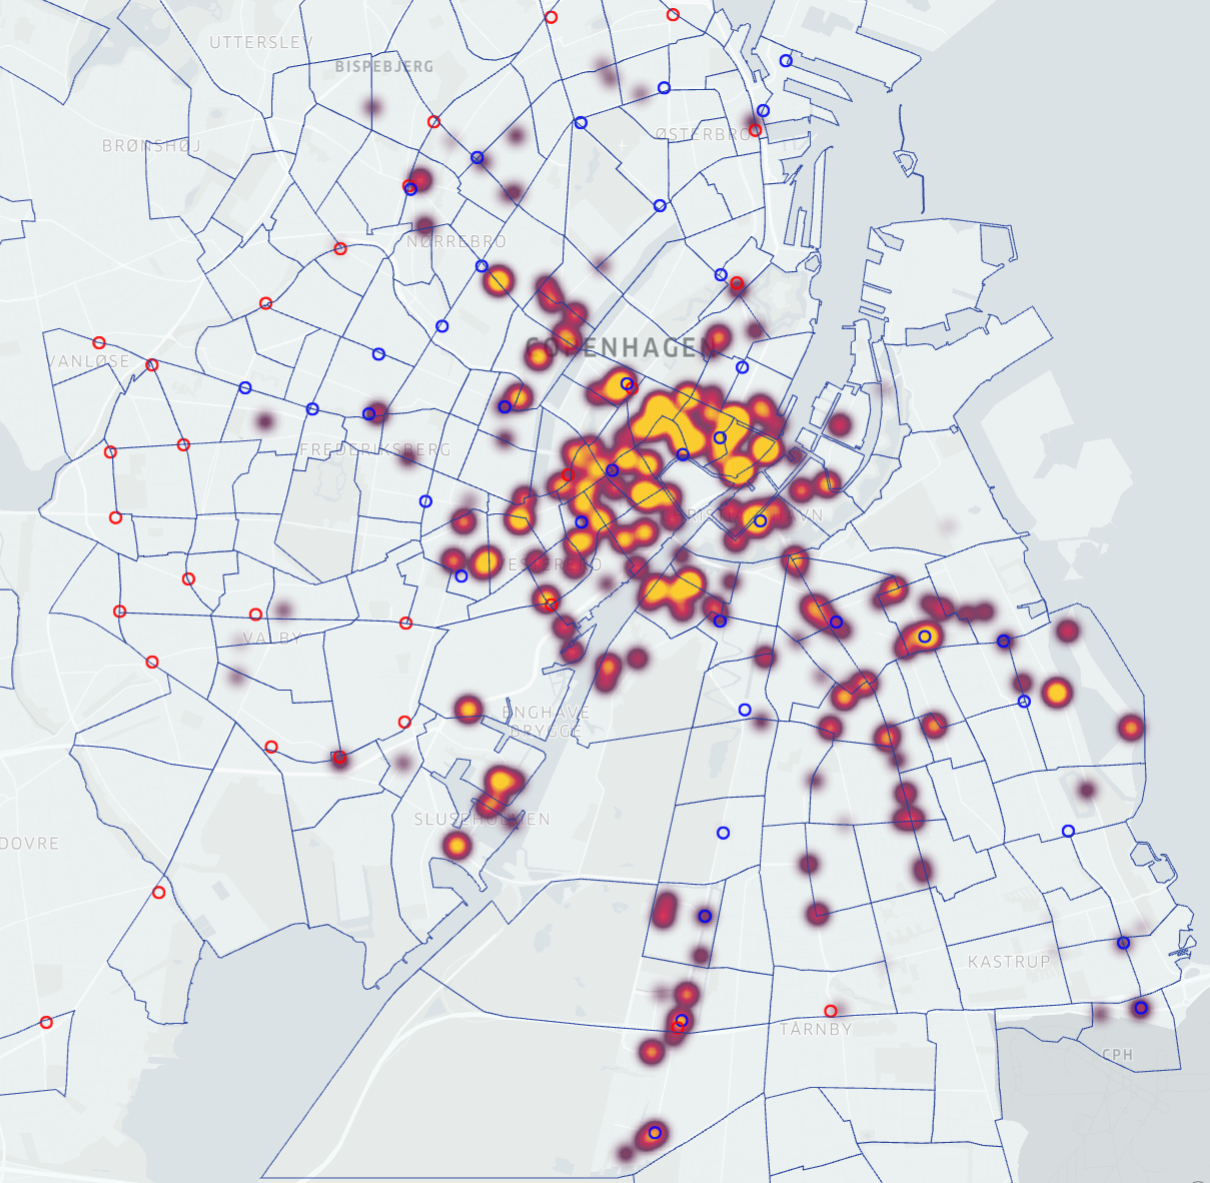 UTTERSLEV
BISPEBJERG
BRØNSHØJ
ØSTERBRO
NØRREBRO
COPENHAGEN
VANLØSE
FREDERIKSBERG
VALBY
ENGHAVE
BRYGGE
SLUSEHOLMEN
DOVRE
KASTRUP
TÅRNBY
CPH